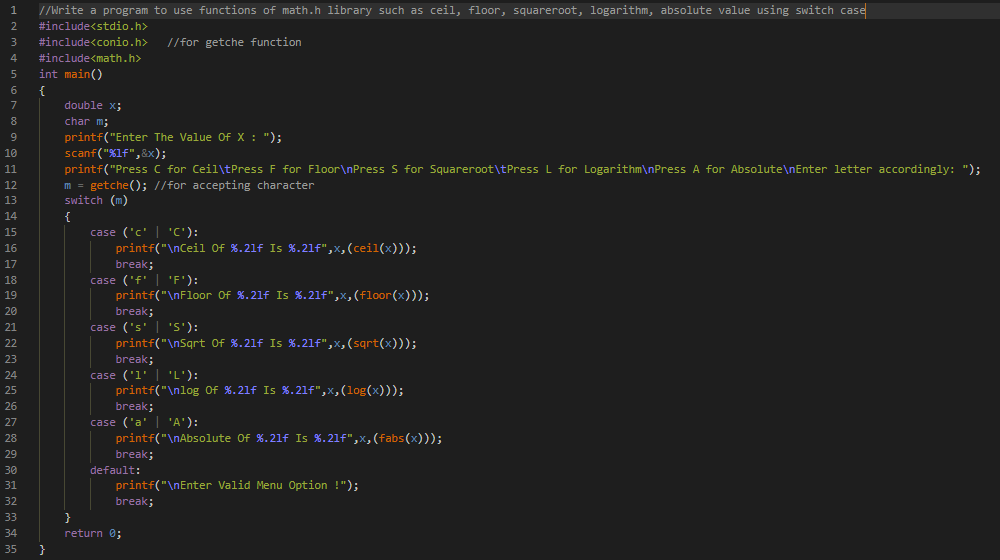 1 //Write a program to use functions of math.h library such as ceil, floor, squareroot, logarithm, absolute value using switch case
2 #include<stdio.h>
3 #include<conio.h>   //for getche function
4 #include<math.h>
5 int main()
6 {
7     double x;
8     char m;
9     printf("Enter The Value Of X : ");
10     scanf("%lf",&x);
11     printf("Press C for Ceil\tPress F for Floor\nPress S for Squareroot\tPress L for Logarithm\nPress A for Absolute\nEnter letter accordingly: ");
12     m = getche(); //for accepting character
13     switch (m)
14     {
15         case ('c' | 'C'):
16             printf("\nCeil Of %.2lf Is %.2lf",x,(ceil(x)));
17             break;
18         case ('f' | 'F'):
19             printf("\nFloor Of %.2lf Is %.2lf",x,(floor(x)));
20             break;
21         case ('s' | 'S'):
22             printf("\nSqrt Of %.2lf Is %.2lf",x,(sqrt(x)));
23             break;
24         case ('l' | 'L'):
25             printf("\nlog Of %.2lf Is %.2lf",x,(log(x)));
26             break;
27         case ('a' | 'A'):
28             printf("\nAbsolute Of %.2lf Is %.2lf",x,(fabs(x)));
29             break;
30         default:
31             printf("\nEnter Valid Menu Option !");
32             break;
33     }
34     return 0;
35 }